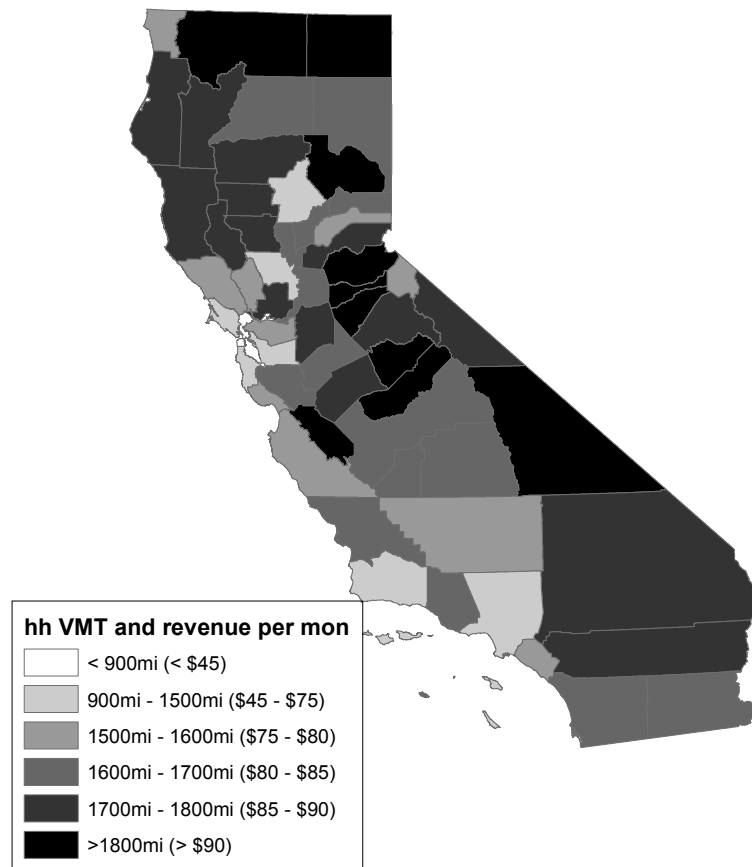 hh VMT and revenue per mon
< 900mi (< $45)
900mi - 1500mi ($45 - $75)
1500mi - 1600mi ($75 - $80)
1600mi - 1700mi ($80 - $85)
1700mi - 1800mi ($85 - $90)
>1800mi (> $90)